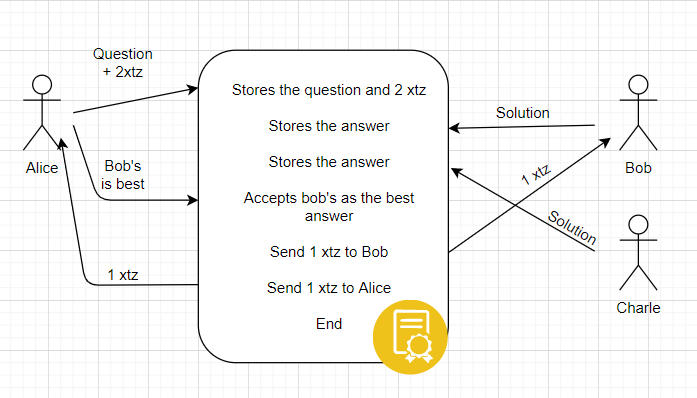 Question
+ 2xtz
Stores the question and 2 xtz
Stores the answer
Solution
Stores the answer
Alice
Bob's
is best
Bob
1 xtz
Accepts bob's as the best
answer
Solution
Send 1 xtz to Bob
1 xtz
Send 1 xtz to Alice
Charle
End